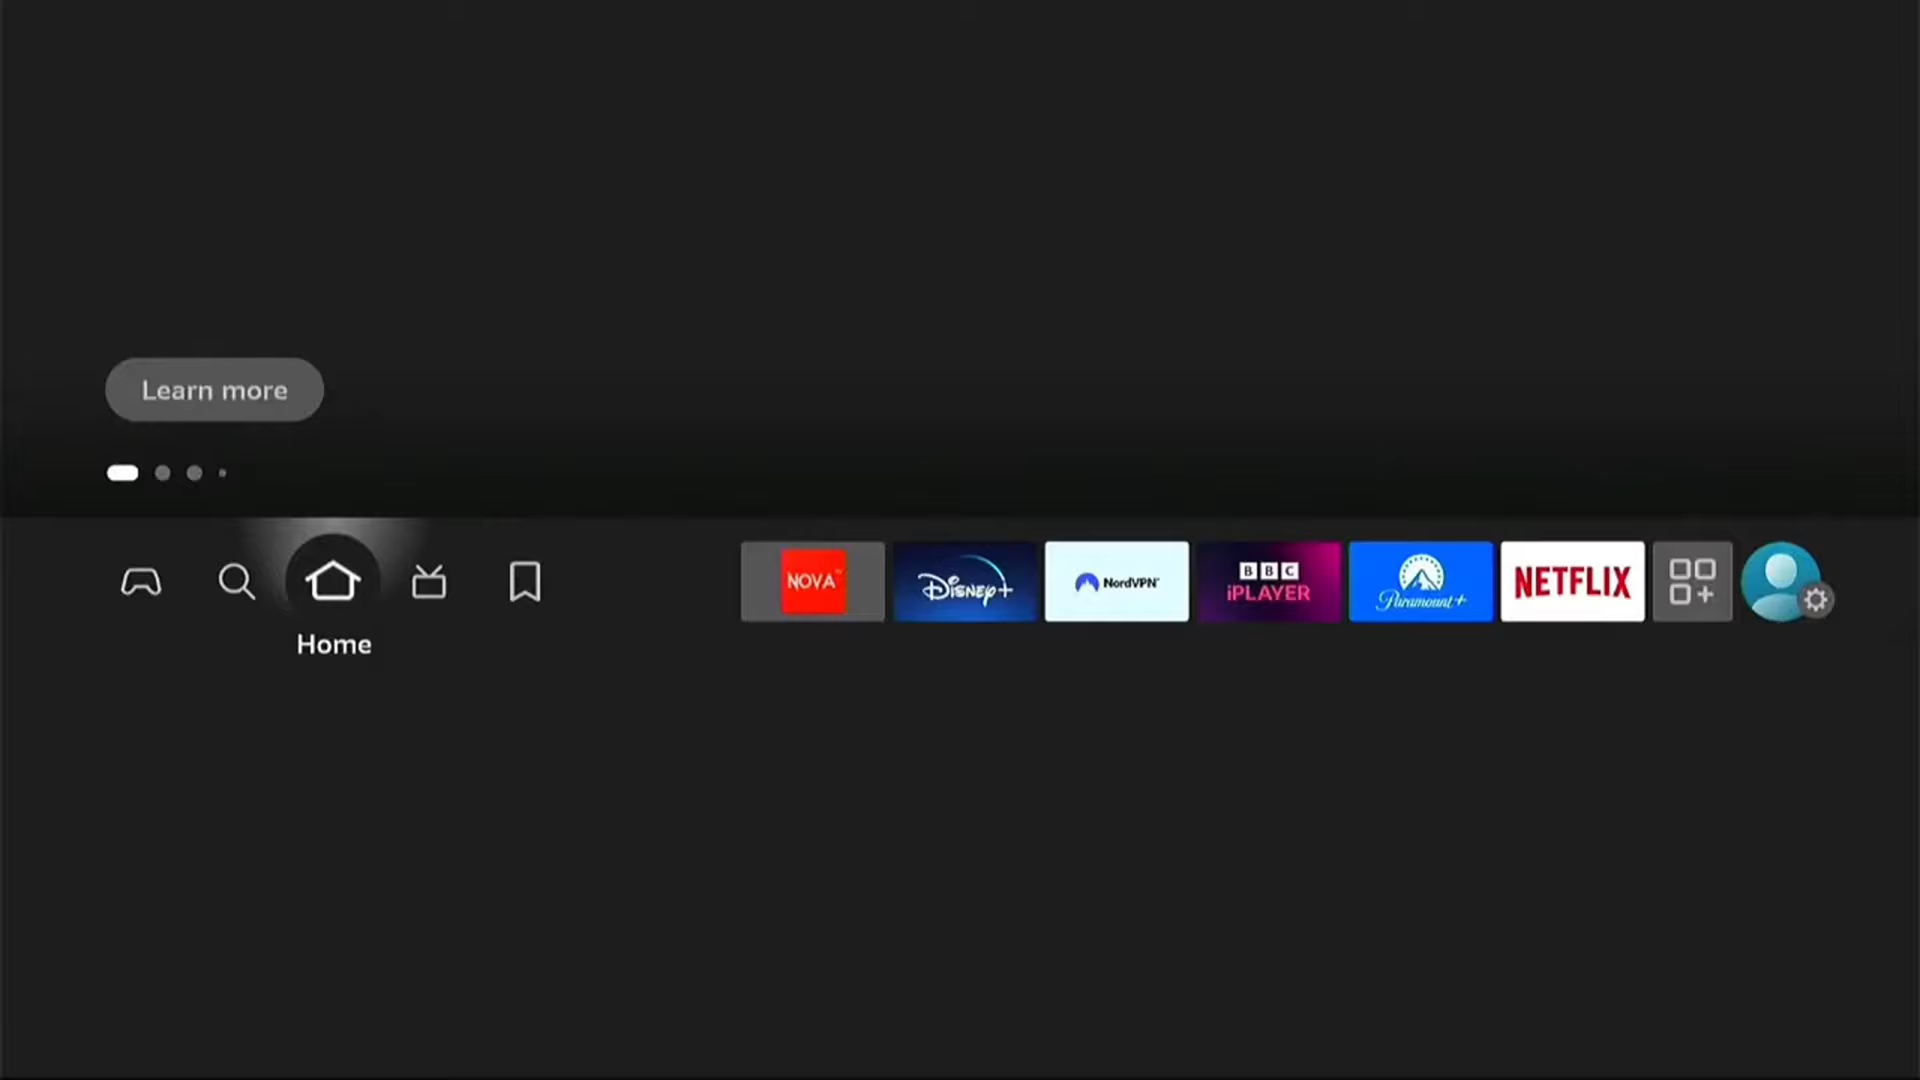 Learn more
NOVA
Disney+
NordVPN
BBC
iPLAYER
Paramount+
NETFLIX
Home